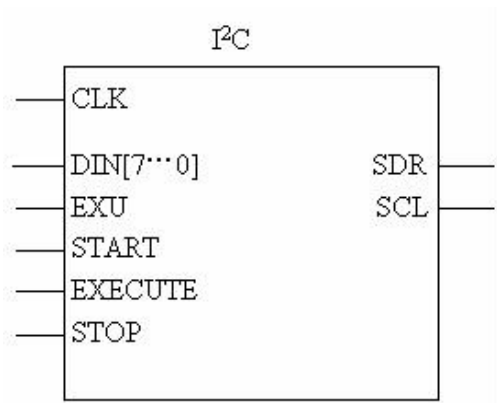 I²C
CLK
DIN[7···0] SDR
EXU SCL
START
EXECUTE
STOP